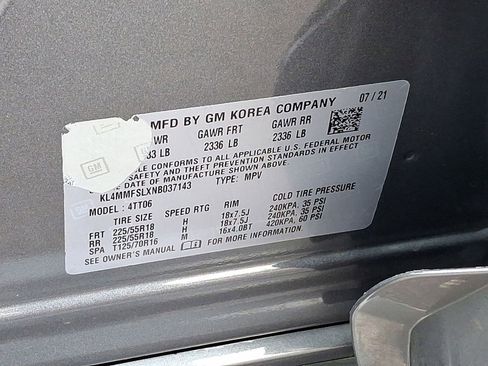 MFD BY GM KOREA COMPANY 07 / 21
WR GAWR FRT GAWR RR
33 LB 2336 LB 2336 LB
GM
CONFORMS TO ALL APPLICABLE U.S. FEDERAL MOTOR
SAFETY AND THEFT PREVENTION STANDARDS IN EFFECT
DATE OF MANUFACTURE SHOWN ABOVE.
KL4MMFSLXNB037143 TYPE: MPV
MODEL : 4TT06
TIRE SIZE SPEED RTG RIM COLD TIRE PRESSURE
FRT 225/55R18 H 18x7.5J 240KPA, 35 PSI
RR 225/55R18 H 18x7.5J 240KPA, 35 PSI
SPA T125/70R16 M 16x4.0BT 420KPA, 60 PSI
SEE OWNER'S MANUAL FOR MORE INFORMATION.